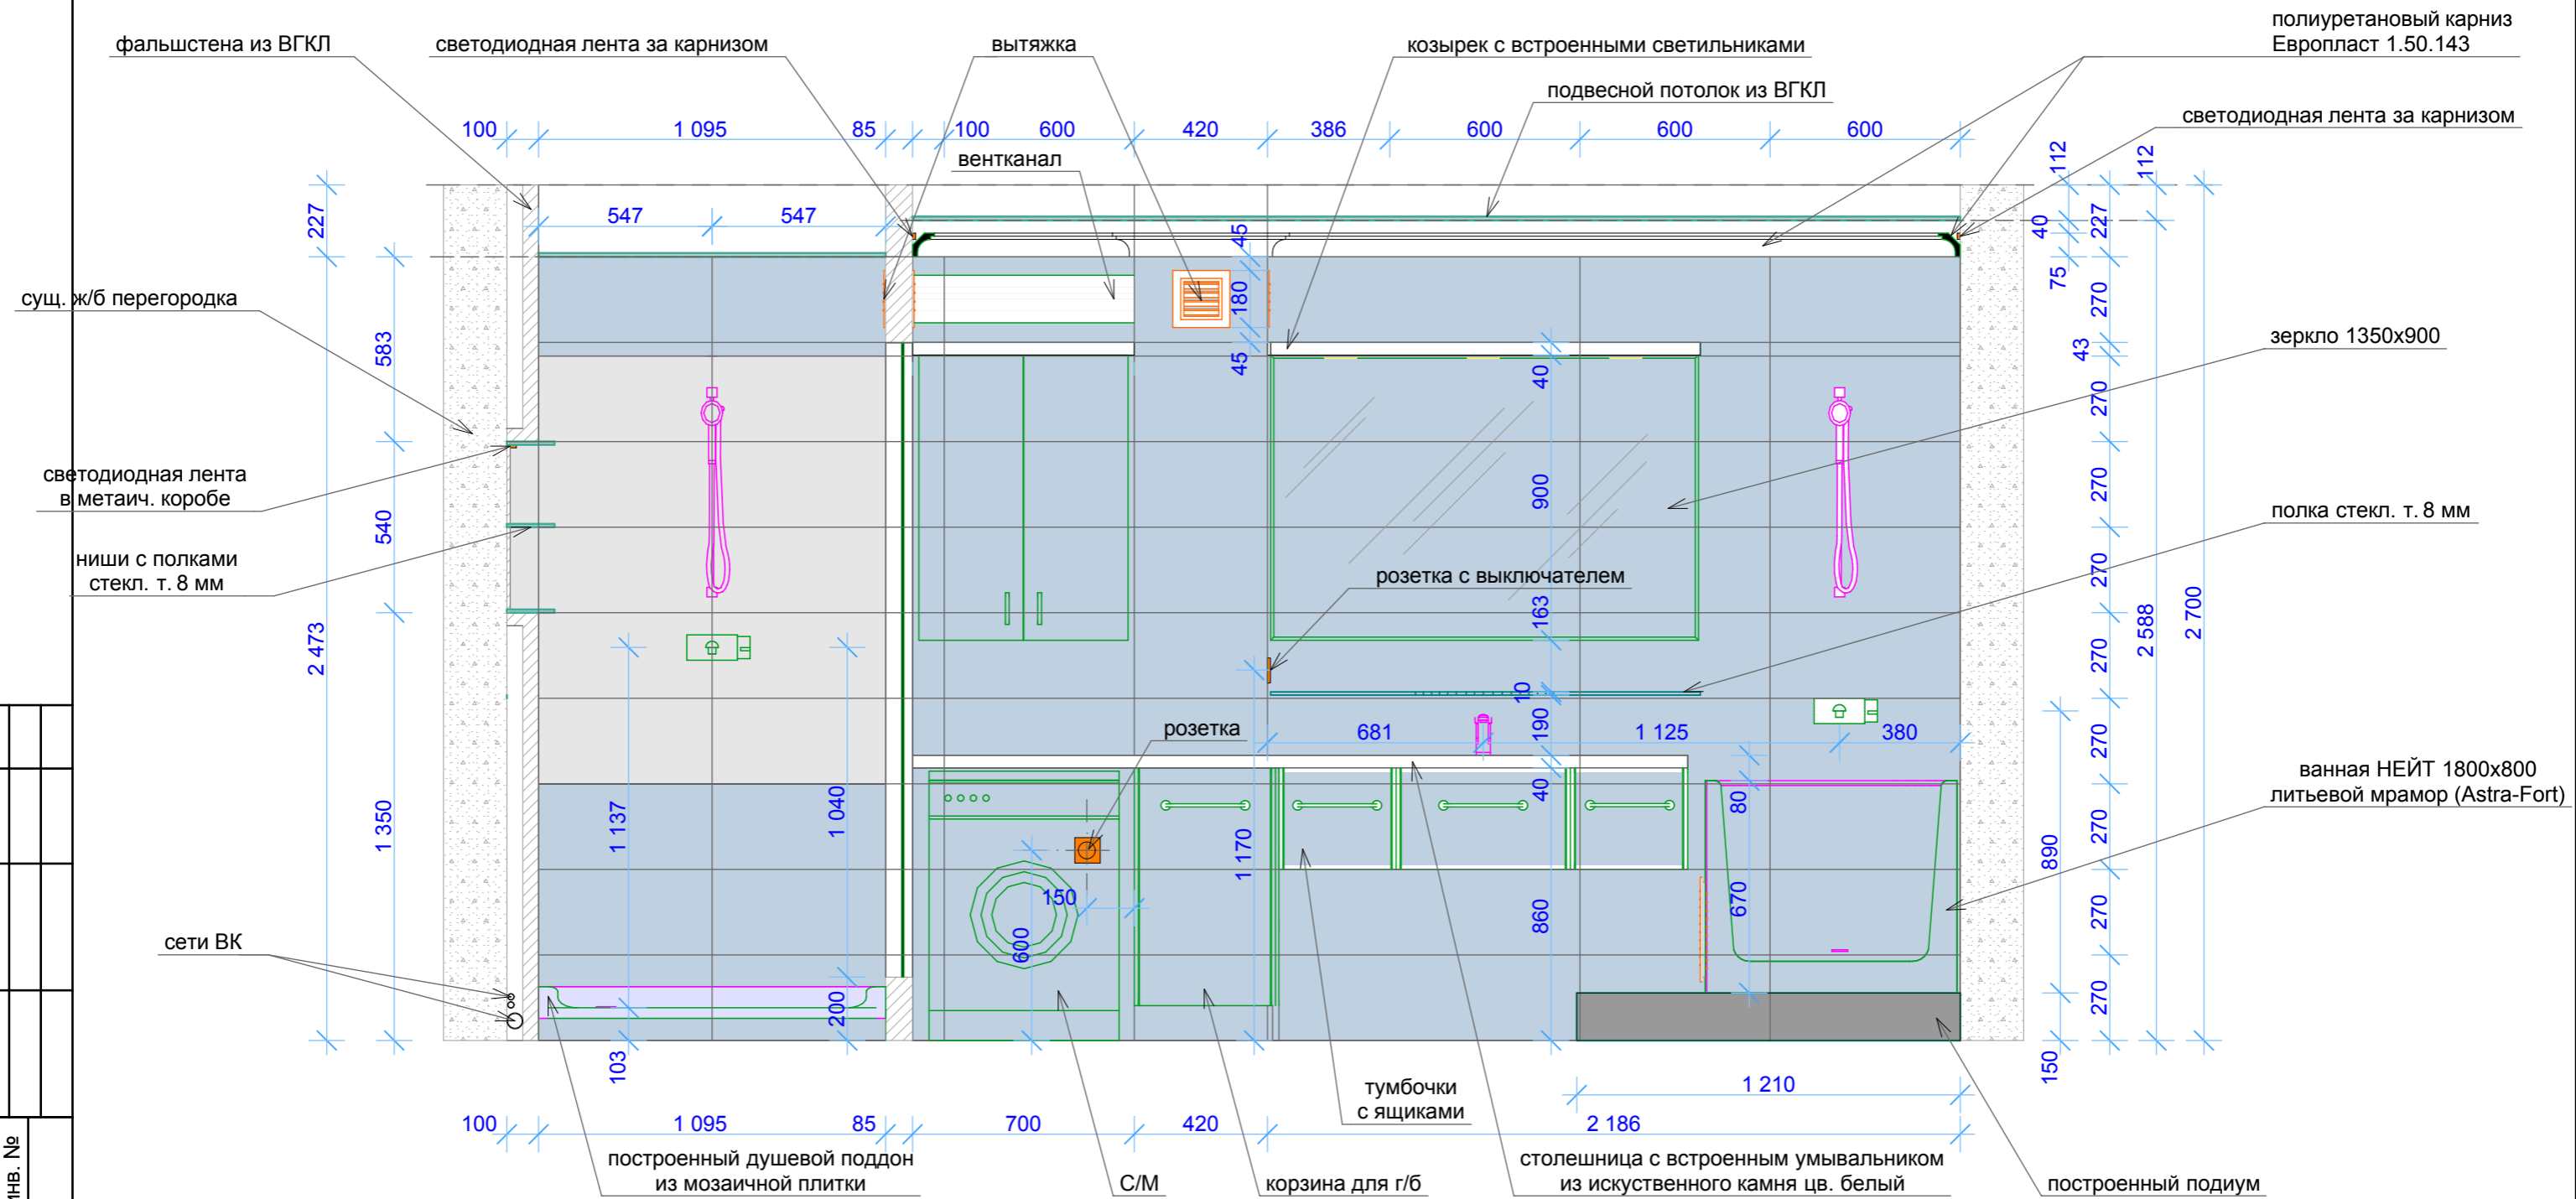 фальшстена из ВГКЛ
светодиодная лента за карнизом
вытяжка
козырек с встроенными светильниками
полиуретановый карниз
Европласт 1.50.143
подвесной потолок из ВГКЛ
светодиодная лента за карнизом
100
1 095
85
100
600
420
386
600
600
600
вентканал
112
112
227
547
547
45
40
227
75
сущ. ж/б перегородка
180
270
583
45
40
43
зеркло 1350х900
270
светодиодная лента
в метаич. коробе
900
270
полка стекл. т. 8 мм
540
ниши с полками
стекл. т. 8 мм
розетка с выключателем
270
163
2 473
270
2 588
2 700
10
розетка
190
681
1 125
380
270
ванная НЕЙТ 1800х800
литьевой мрамор (Astra-Fort)
1 350
1 137
1 040
40
80
1 170
270
890
150
670
860
270
сети ВК
600
200
270
103
150
тумбочки
с ящиками
1 210
100
1 095
85
700
420
2 186
построенный душевой поддон
из мозаичной плитки
С/М
корзина для г/б
столешница с встроенным умывальником
из искуственного камня цв. белый
построенный подиум
инв. №